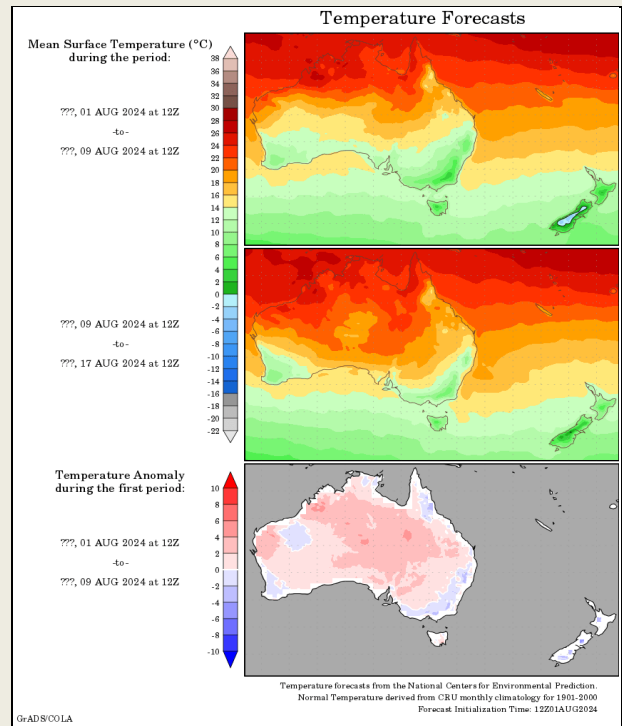 Temperature Forecasts
Mean Surface Temperature (°C)
during the period:
???, 01 AUG 2024 at 12Z
-to-
???, 09 AUG 2024 at 12Z
38
36
34
32
30
28
26
24
22
20
18
16
14
12
10
8
6
4
2
0
-2
-4
-6
-8
-10
-12
-14
-16
-18
-20
-22
???, 09 AUG 2024 at 12Z
-to-
???, 17 AUG 2024 at 12Z
Temperature Anomaly
during the first period:
???, 01 AUG 2024 at 12Z
-to-
???, 09 AUG 2024 at 12Z
10
8
6
4
2
0
-2
-4
-6
-8
-10
Temperature forecasts from the National Centers for Environmental Prediction.
Normal Temperature derived from CRU monthly climatology for 1901-2000
Forecast Initialization Time: 12Z01AUG2024
GrADS/COLA